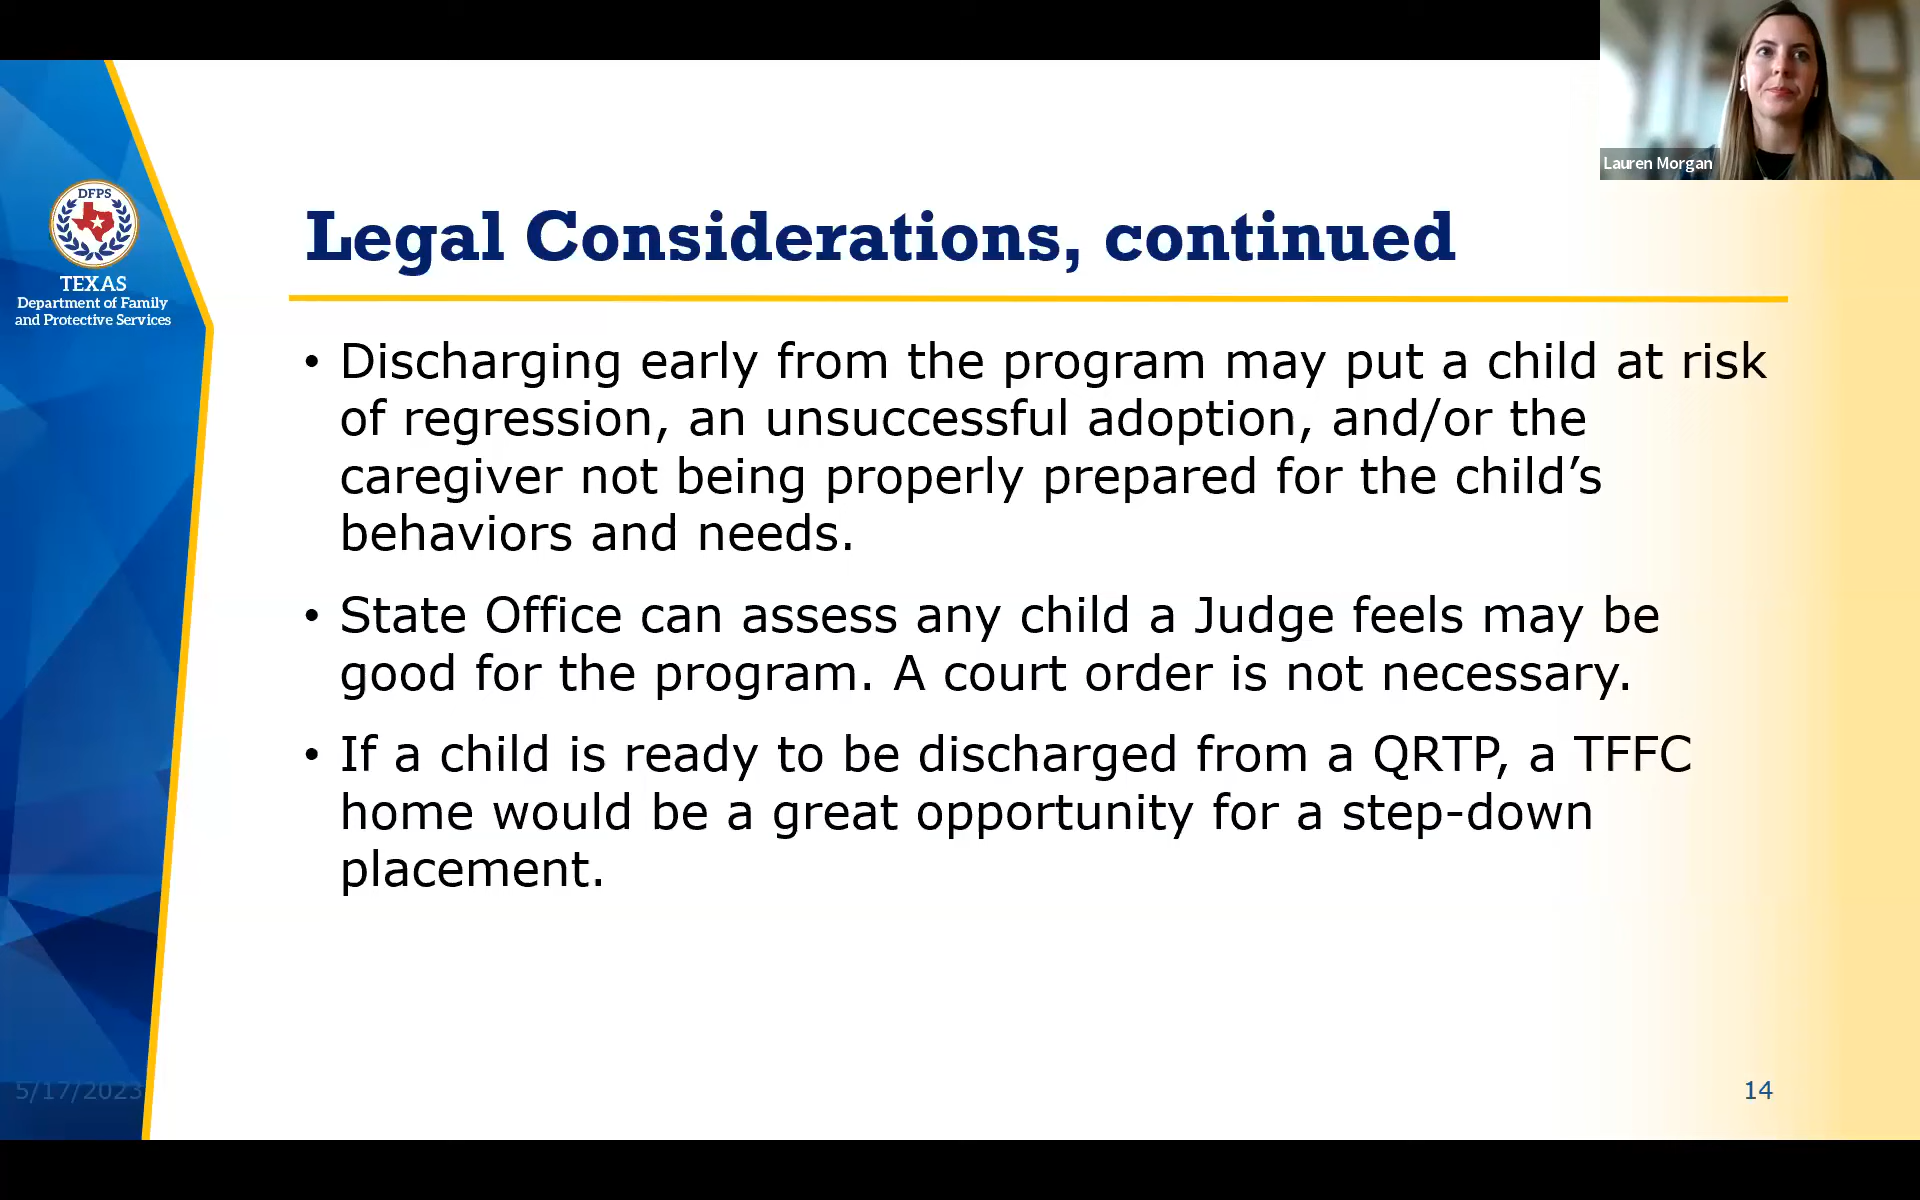 Lauren Morgan
DFPS
TEXAS
Department of Family
and Protective Services
Legal Considerations, continued
• Discharging early from the program may put a child at risk
of regression, an unsuccessful adoption, and/or the
caregiver not being properly prepared for the child’s
behaviors and needs.
• State Office can assess any child a Judge feels may be
good for the program. A court order is not necessary.
• If a child is ready to be discharged from a QRTP, a TFFC
home would be a great opportunity for a step-down
placement.
5/17/2023
14